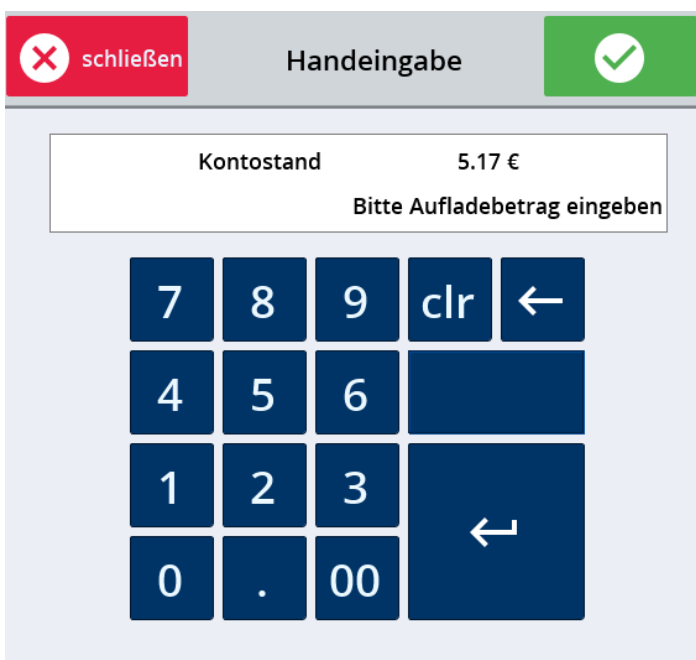 schließen Handeingabe
Kontostand 5.17 €
Bitte Aufladebetrag eingeben
7 8 9 clr ←
4 5 6
1 2 3
0 . 00